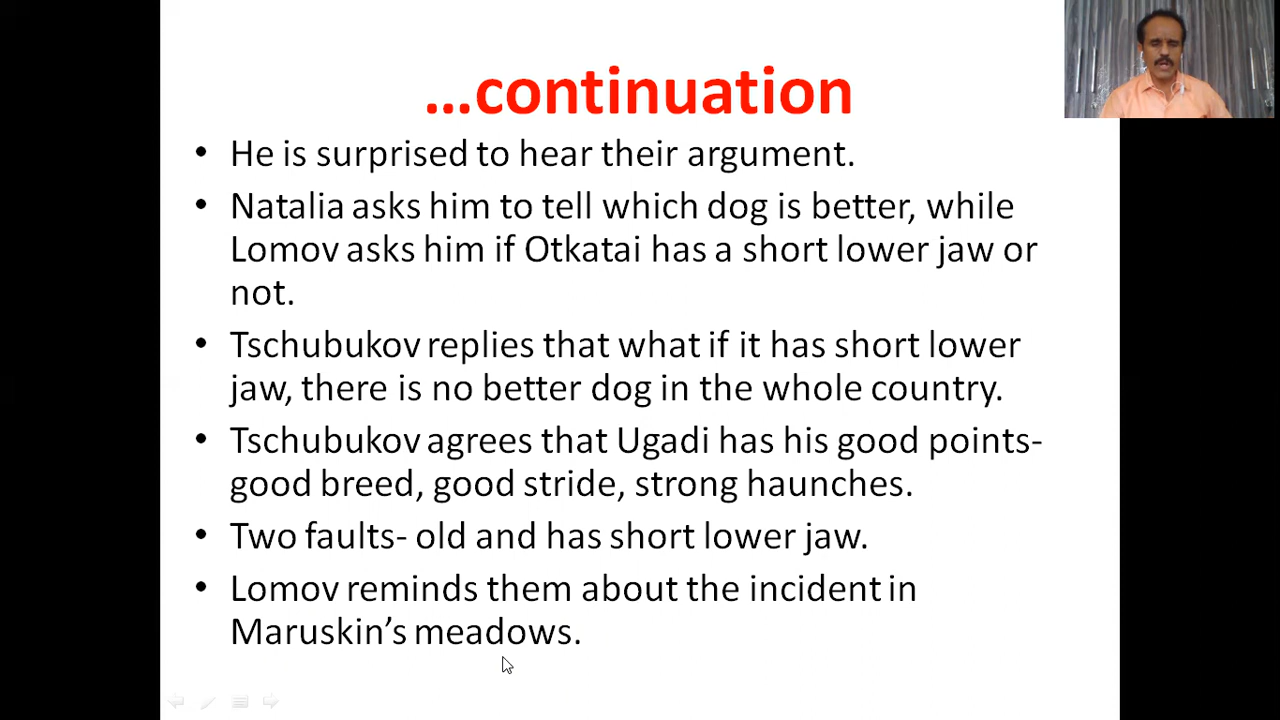 ...continuation
• He is surprised to hear their argument.
• Natalia asks him to tell which dog is better, while
Lomov asks him if Otkatai has a short lower jaw or
not.
• Tschubukov replies that what if it has short lower
jaw, there is no better dog in the whole country.
• Tschubukov agrees that Ugadi has his good points-
good breed, good stride, strong haunches.
• Two faults- old and has short lower jaw.
• Lomov reminds them about the incident in
Maruskin’s meadows.